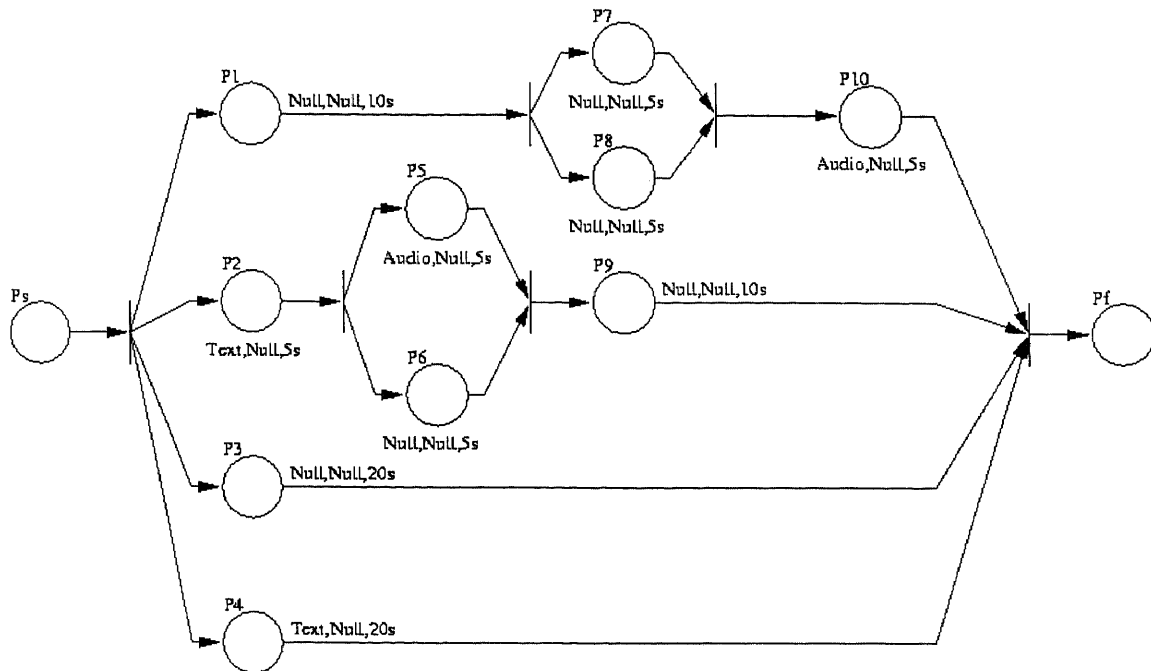 P7
P1
P10
Null,Null,10s
Null,Null,5s
P8
Audio,Null,5s
P5
Null,Null,5s
Audio,Null,5s
P2
P9
Null,Null,10s
Ps
Pf
Text,Null,5s
P6
Null,Null,5s
P3
Null,Null,20s
P4
Text,Null,20s